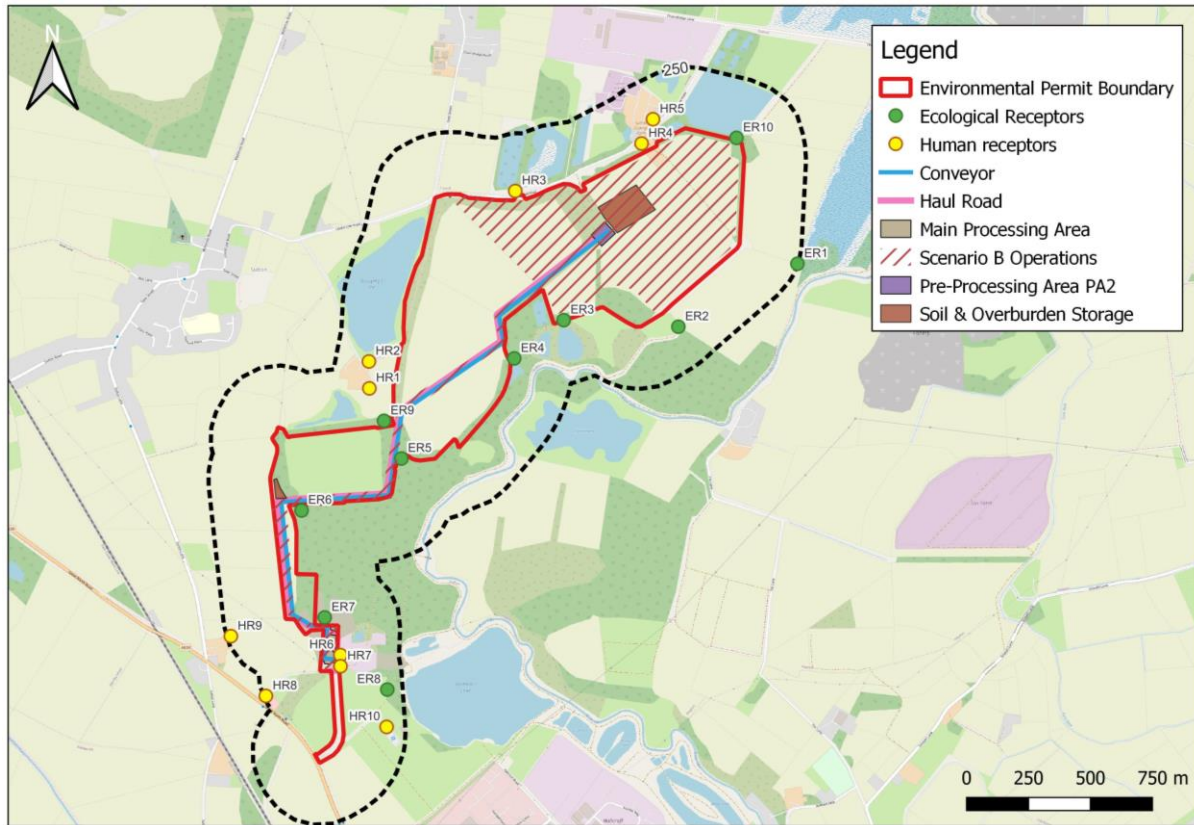 N
250
Legend
Environmental Permit Boundary
Ecological Receptors
Human receptors
Conveyor
Haul Road
Main Processing Area
Scenario B Operations
Pre-Processing Area PA2
Soil & Overburden Storage
HR5
HR4
ER10
HR3
ER1
ER3
ER2
ER4
HR2
HR1
ER9
ER5
ER6
ER7
HR9
HR6
HR7
ER8
HR8
HR10
0 250 500 750 m